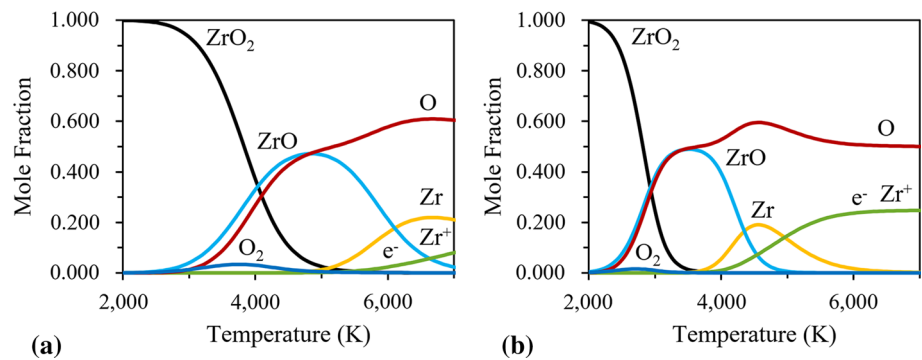 1.000
0.800
0.600
0.400
0.200
0.000
Mole Fraction
ZrO₂
ZrO
O
O₂
Zr
e⁻
Zr⁺
2,000
4,000
6,000
Temperature (K)
(a)
1.000
0.800
0.600
0.400
0.200
0.000
Mole Fraction
ZrO₂
ZrO
O
O₂
Zr
e⁻
Zr⁺
2,000
4,000
6,000
Temperature (K)
(b)